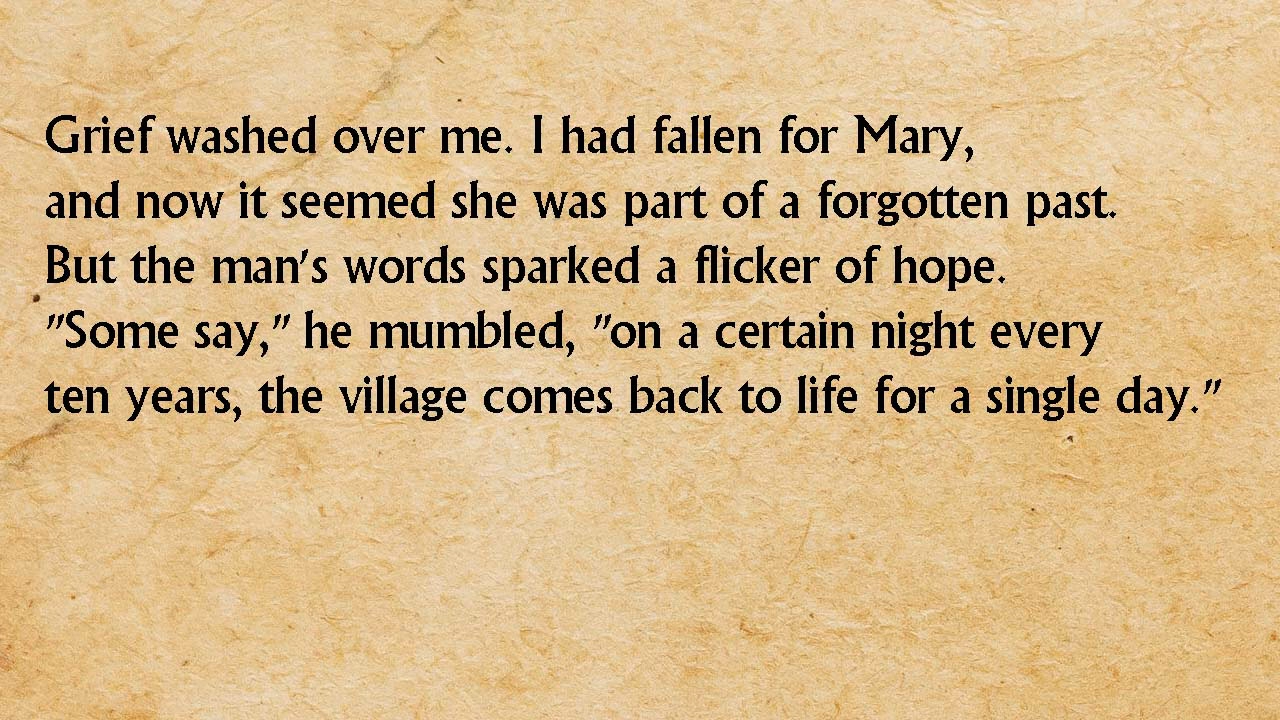 Grief washed over me. I had fallen for Mary,
and now it seemed she was part of a forgotten past.
But the man's words sparked a flicker of hope.
"Some say," he mumbled, "on a certain night every
ten years, the village comes back to life for a single day."